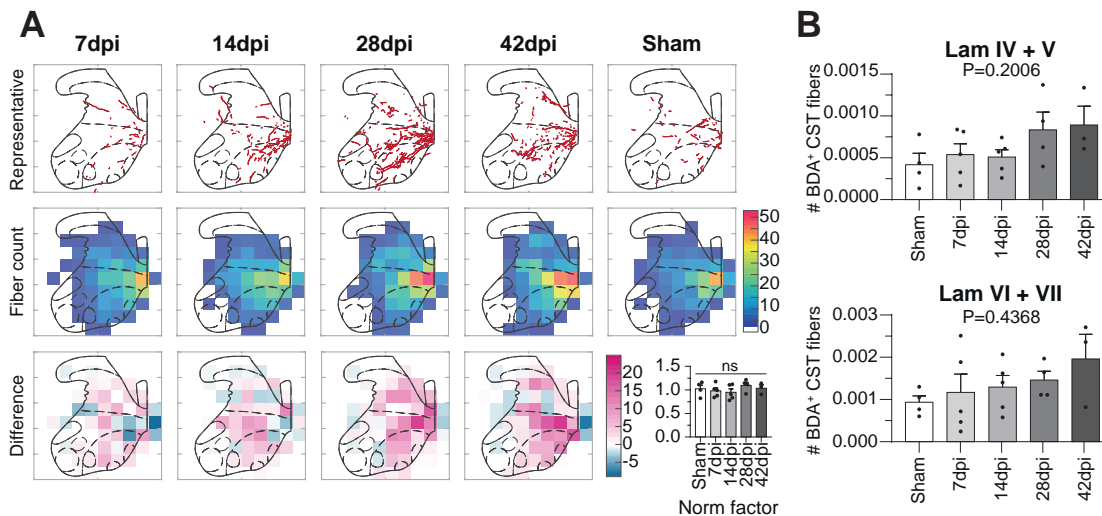 A
7dpi 14dpi 28dpi 42dpi Sham
Representative
Fiber count
50
40
30
20
10
0
Difference
20
15
10
5
0
-5
ns
1.5
1.0
0.5
0.0
Sham 7dpi 14dpi 28dpi 42dpi
Norm factor
B
Lam IV + V
P=0.2006
# BDA⁺ CST fibers
0.0015
0.0010
0.0005
0.0000
Sham 7dpi 14dpi 28dpi 42dpi
Lam VI + VII
P=0.4368
# BDA⁺ CST fibers
0.003
0.002
0.001
0.000
Sham 7dpi 14dpi 28dpi 42dpi